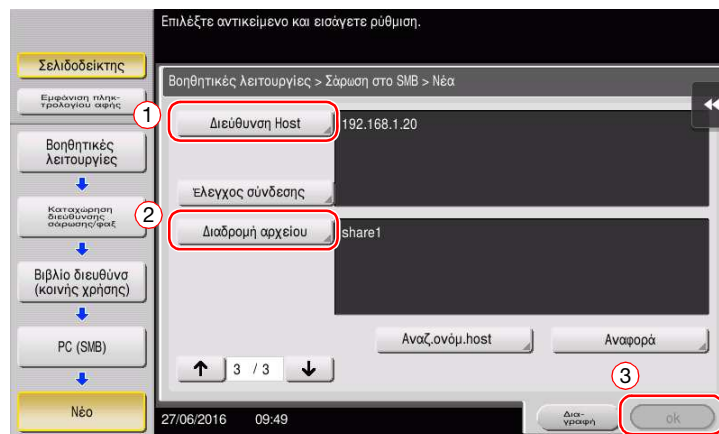 Επιλέξτε αντικείμενο και εισάγετε ρύθμιση.
Σελιδοδείκτης
Εμφάνιση πληκ-
τρολογίου αφής
Βοηθητικές
λειτουργίες
Καταχώρηση
διεύθυνσης
σάρωσης/φαξ
Βιβλίο διευθύνσ
(κοινής χρήσης)
PC (SMB)
Νέο
Βοηθητικές λειτουργίες > Σάρωση στο SMB > Νέα
1
Διεύθυνση Host
192.168.1.20
Έλεγχος σύνδεσης
2
Διαδρομή αρχείου
share1
Αναζ.ονόμ.host
Αναφορά
3 / 3
3
27/06/2016 09:49
Δια-
γραφή
ok